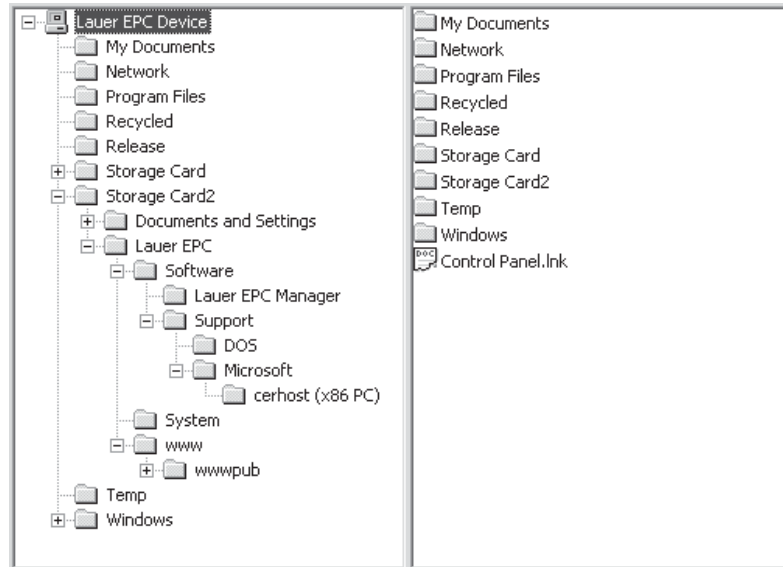 Lauer EPC Device
My Documents
Network
Program Files
Recycled
Release
Storage Card
Storage Card2
Documents and Settings
Lauer EPC
Software
Lauer EPC Manager
Support
DOS
Microsoft
cerhost (x86 PC)
System
www
wwwpub
Temp
Windows
My Documents
Network
Program Files
Recycled
Release
Storage Card
Storage Card2
Temp
Windows
DOC
Control Panel.lnk